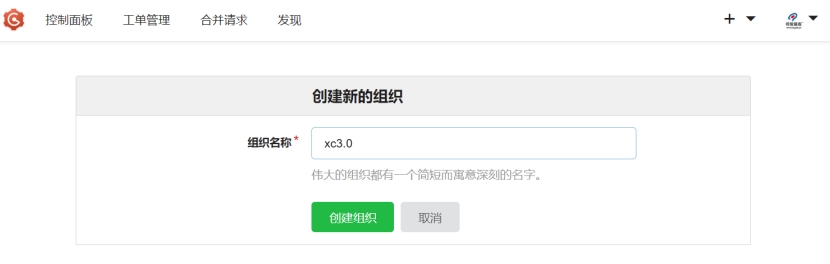 控制面板 工单管理 合并请求 发现
创建新的组织
组织名称* xc3.0
伟大的组织都有一个简短而寓意深刻的名字。
创建组织 取消